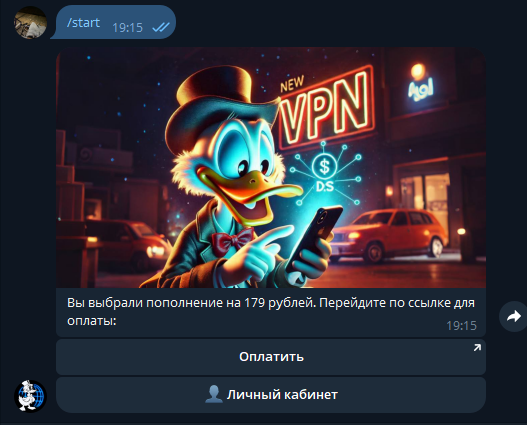 /start
19:15
NEW
VPN
$
D.S
Вы выбрали пополнение на 179 рублей. Перейдите по ссылке для
оплаты:
19:15
Оплатить
Личный кабинет